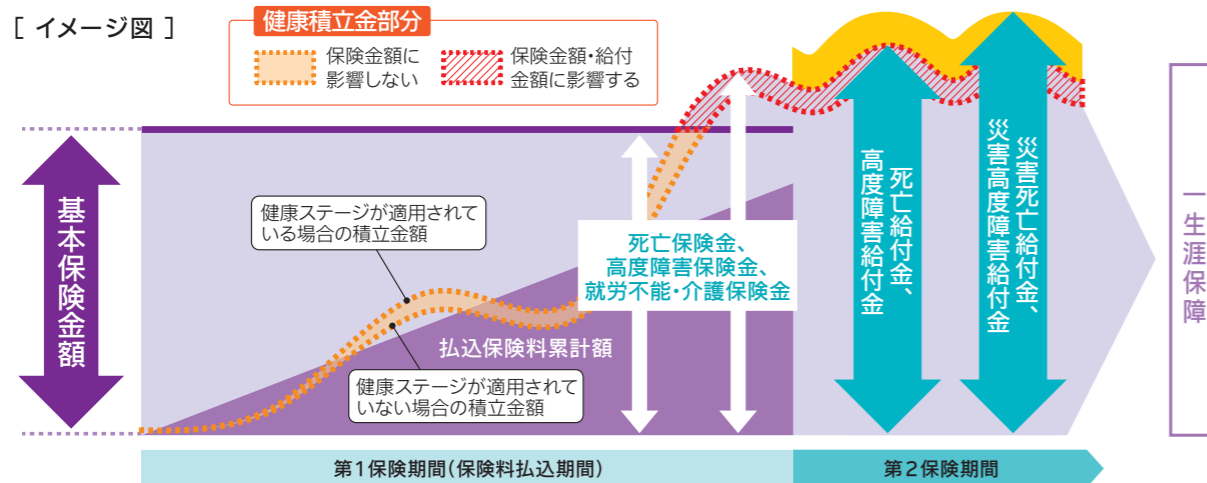 [ イメージ図 ]
健康積立金部分
保険金額に
影響しない
保険金額・給付
金額に影響する
基本保険金額
健康ステージが適用されて
いる場合の積立金額
死亡保険金、
高度障害保険金、
就労不能・介護保険金
払込保険料累計額
健康ステージが適用されて
いない場合の積立金額
死亡給付金、
高度障害給付金
災害死亡給付金、
災害高度障害給付金
一生涯保障
第1保険期間(保険料払込期間)
第2保険期間